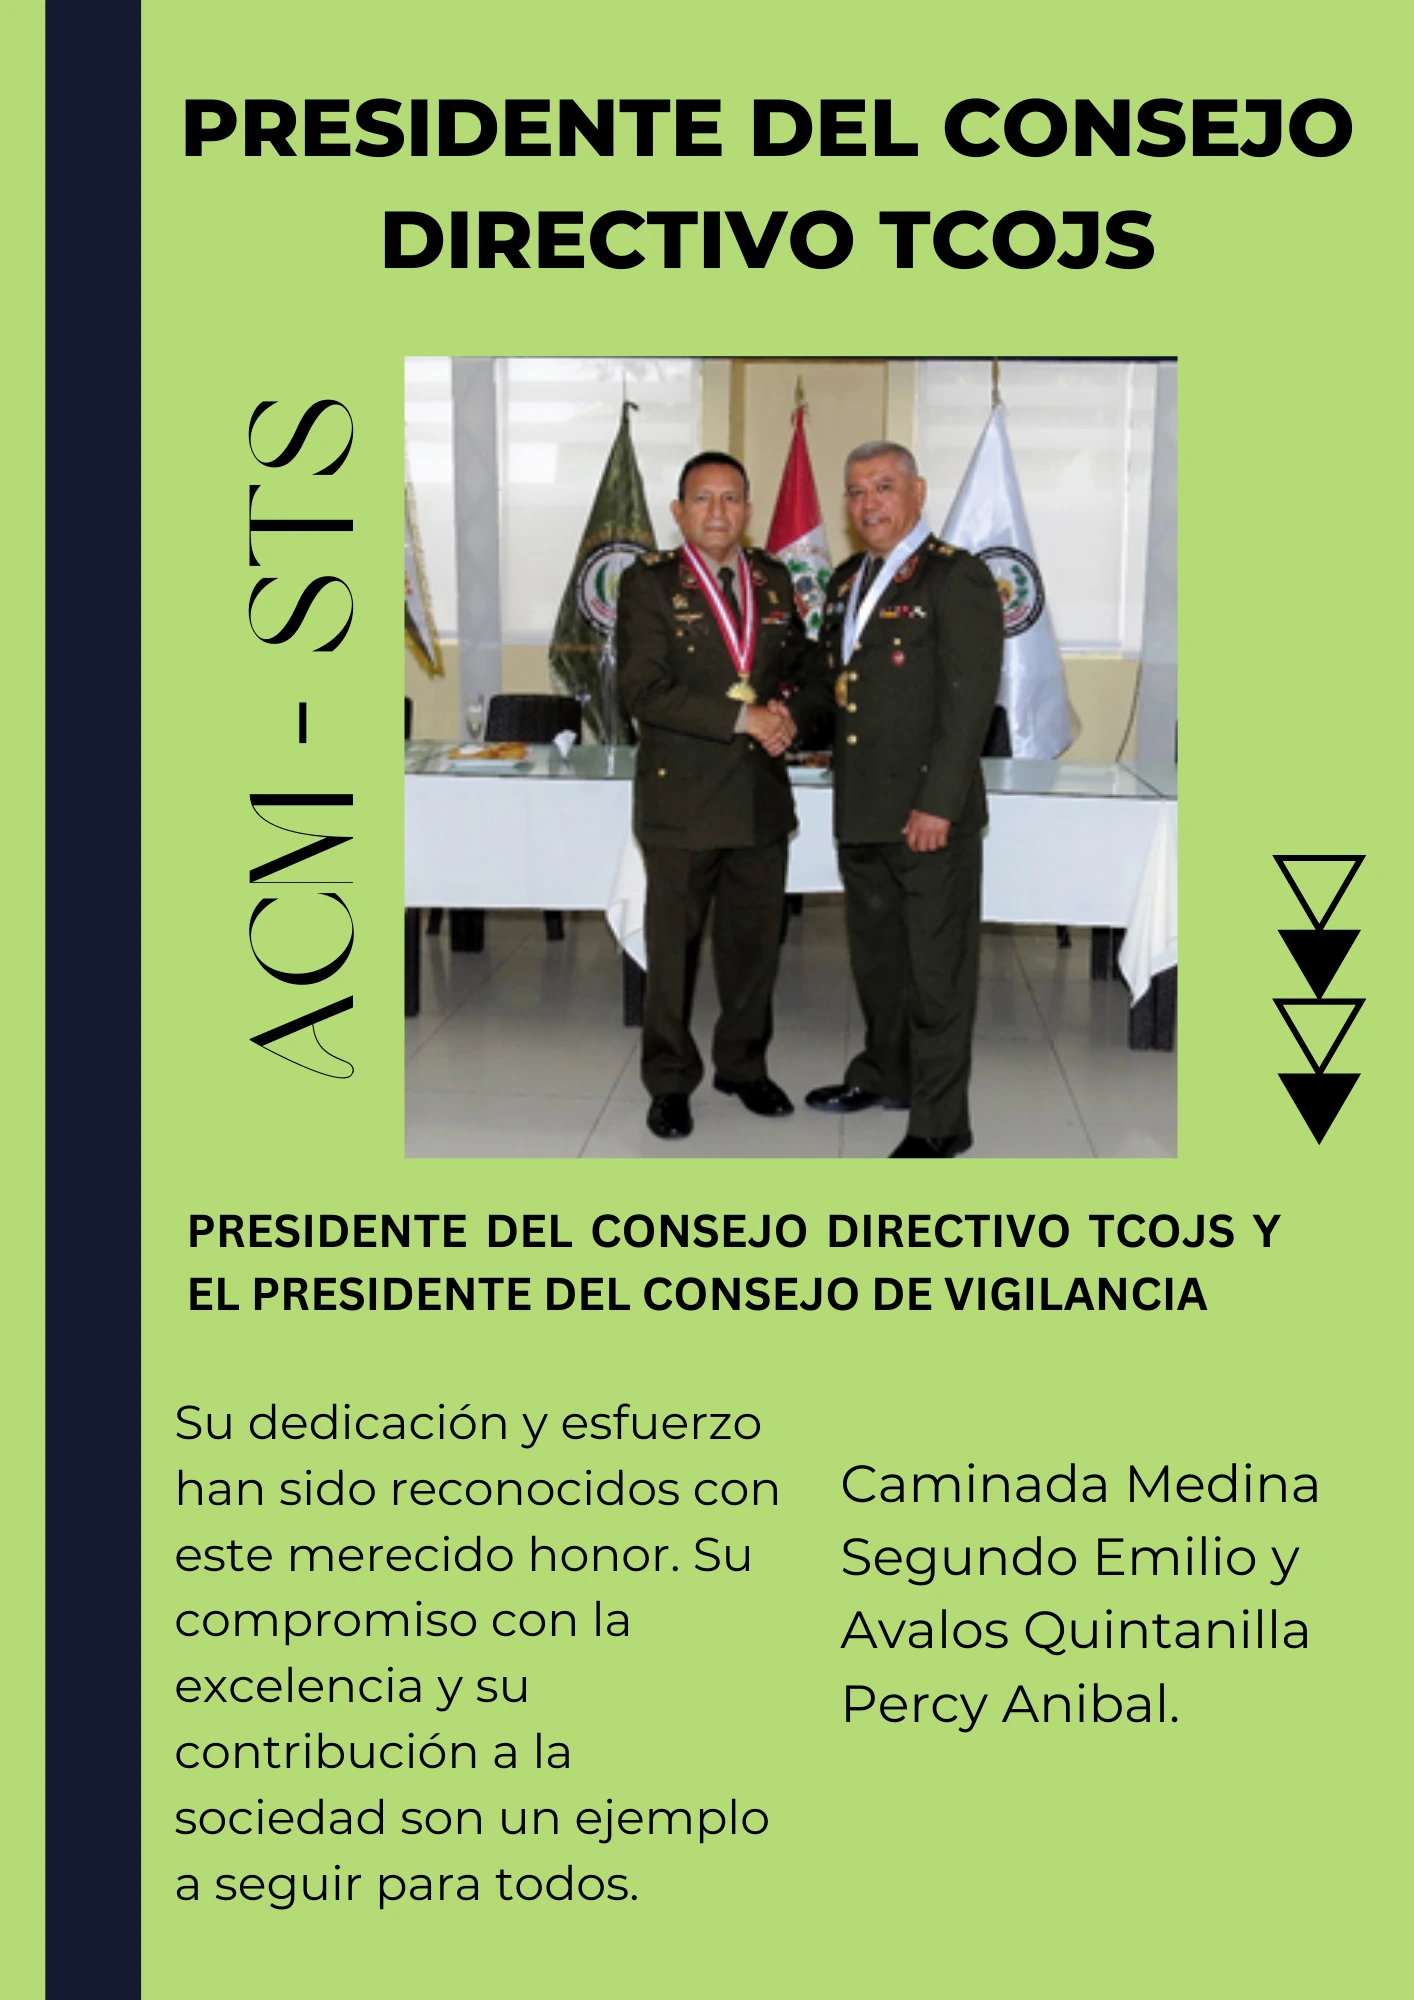 PRESIDENTE DEL CONSEJO
DIRECTIVO TCOJS
ACM - STS
PRESIDENTE DEL CONSEJO DIRECTIVO TCOJS Y
EL PRESIDENTE DEL CONSEJO DE VIGILANCIA
Su dedicación y esfuerzo
han sido reconocidos con
este merecido honor. Su
compromiso con la
excelencia y su
contribución a la
sociedad son un ejemplo
a seguir para todos.
Caminada Medina
Segundo Emilio y
Avalos Quintanilla
Percy Anibal.